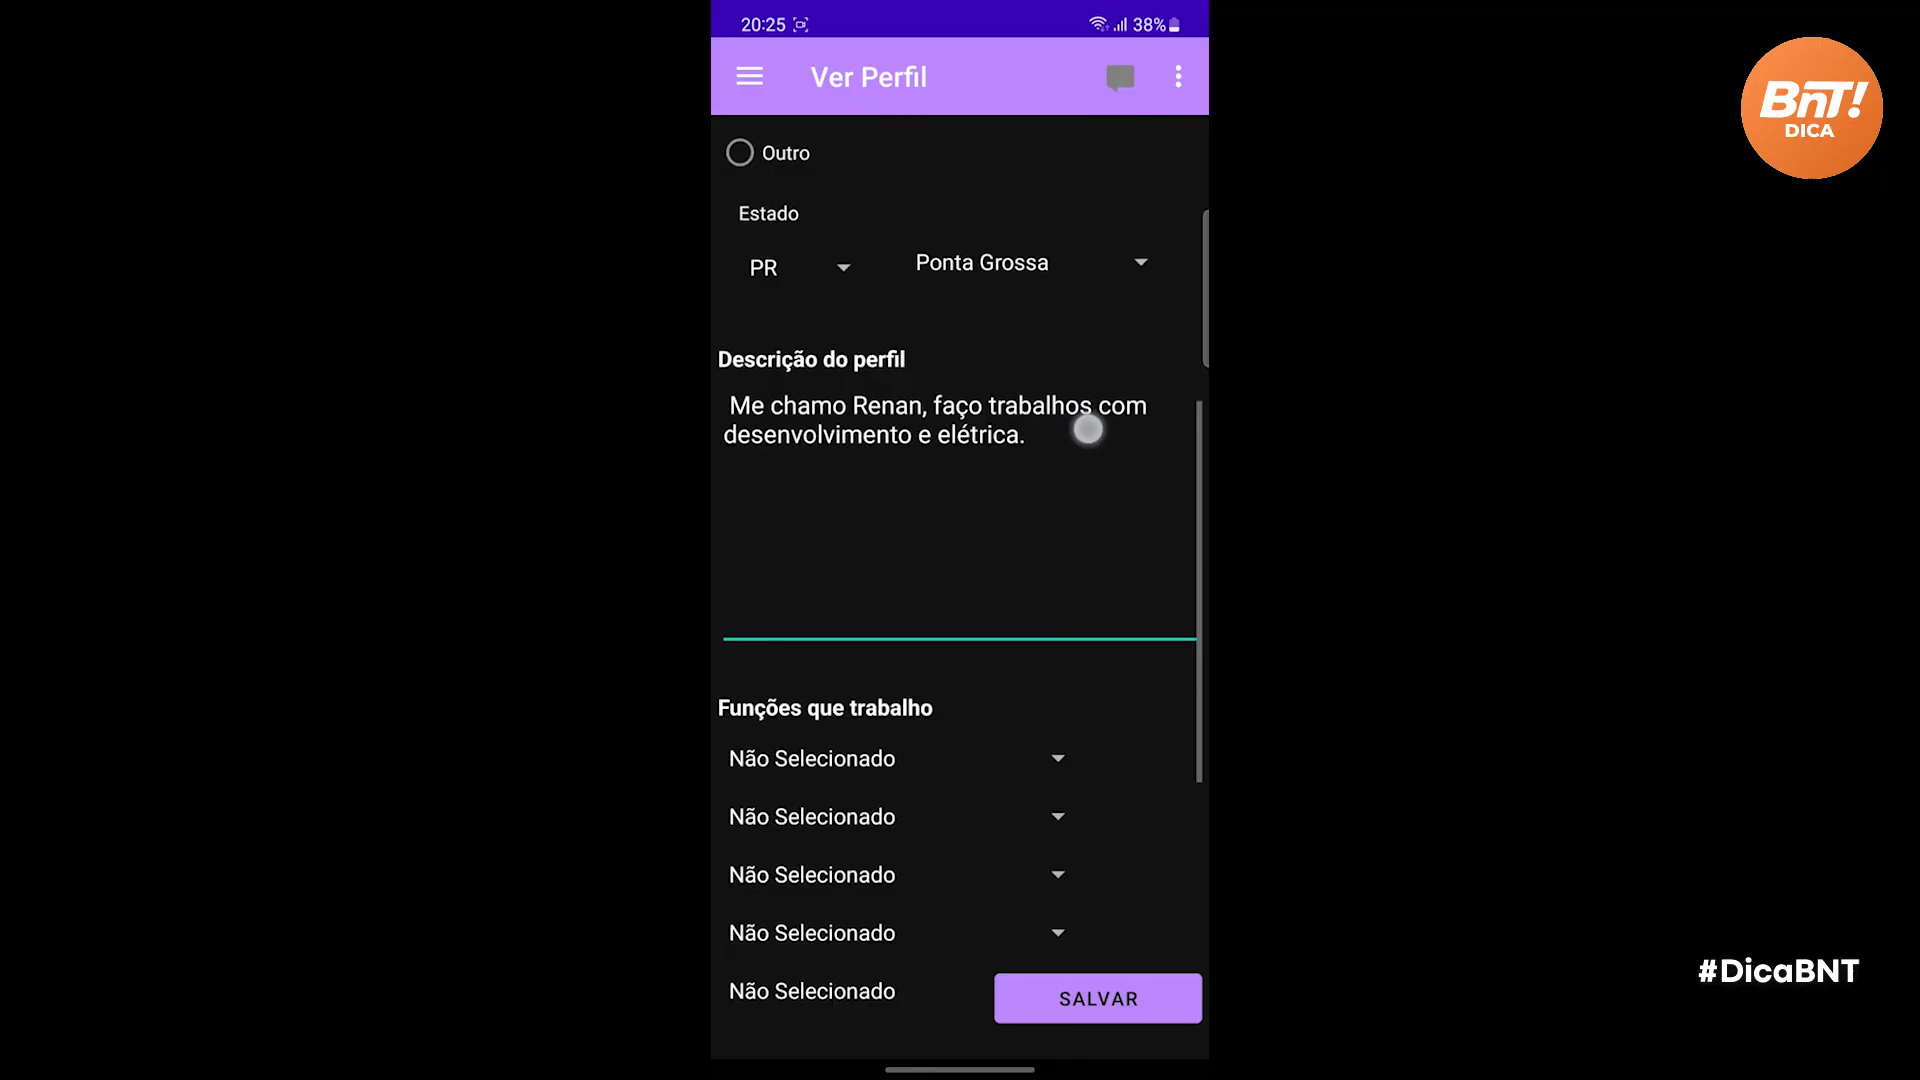 20:25 38%
Ver Perfil
BnT!
DICA
Outro
Estado
PR Ponta Grossa
Descrição do perfil
Me chamo Renan, faço trabalhos com
desenvolvimento e elétrica.
Funções que trabalho
Não Selecionado
Não Selecionado
Não Selecionado
Não Selecionado
Não Selecionado
SALVAR
#DicaBNT